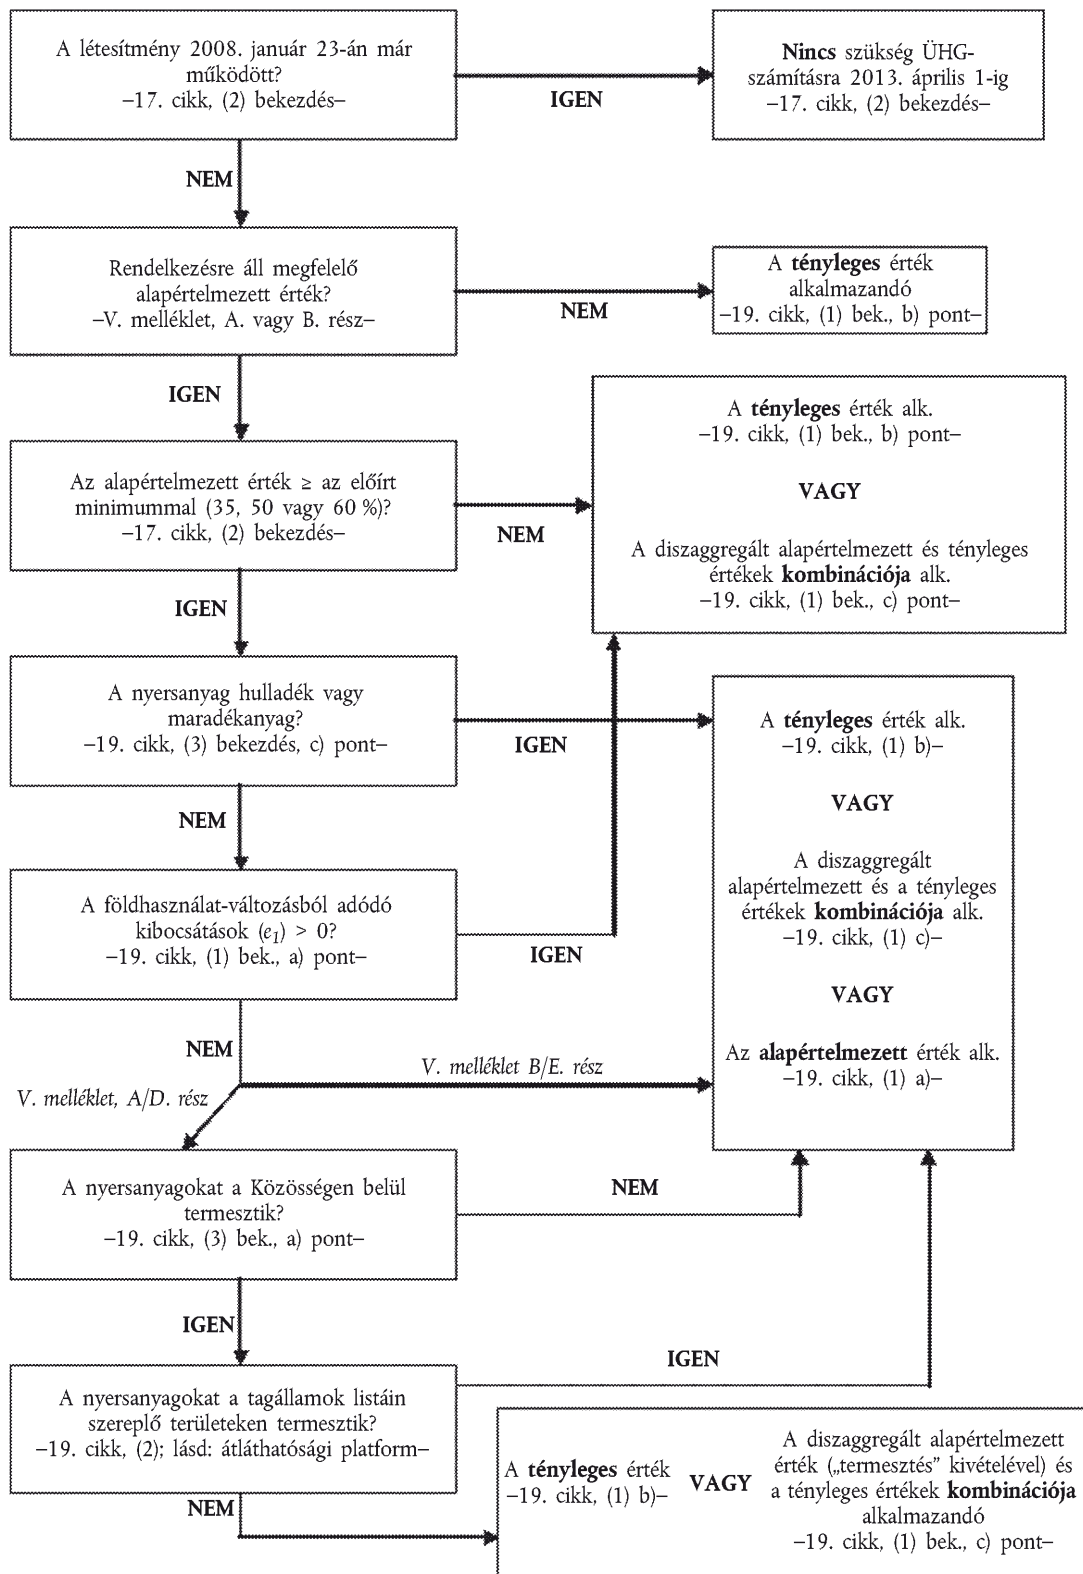 A létesítmény 2008. január 23-án már
működött?
–17. cikk, (2) bekezdés–
IGEN
Nincs szükség ÜHG-
számításra 2013. április 1-ig
–17. cikk, (2) bekezdés–
NEM
Rendelkezésre áll megfelelő
alapértelmezett érték?
–V. melléklet, A. vagy B. rész–
NEM
A tényleges érték
alkalmazandó
–19. cikk, (1) bek., b) pont–
IGEN
Az alapértelmezett érték ≥ az előírt
minimummal (35, 50 vagy 60 %)?
–17. cikk, (2) bekezdés–
NEM
A tényleges érték alk.
–19. cikk, (1) bek., b) pont–
VAGY
A diszaggregált alapértelmezett és tényleges
értékek kombinációja alk.
–19. cikk, (1) bek., c) pont–
IGEN
A nyersanyag hulladék vagy
maradékanyag?
–19. cikk, (3) bekezdés, c) pont–
IGEN
A tényleges érték alk.
–19. cikk, (1) b)–
VAGY
A diszaggregált
alapértelmezett és a tényleges
értékek kombinációja alk.
–19. cikk, (1) c)–
VAGY
Az alapértelmezett érték alk.
–19. cikk, (1) a)–
NEM
A földhasználat-változásból adódó
kibocsátások (e1) > 0?
–19. cikk, (1) bek., a) pont–
IGEN
NEM
V. melléklet B/E. rész
V. melléklet, A/D. rész
A nyersanyagokat a Közösségen belül
termesztik?
–19. cikk, (3) bek., a) pont–
NEM
IGEN
A nyersanyagokat a tagállamok listáin
szereplő területeken termesztik?
–19. cikk, (2); lásd: átláthatósági platform–
IGEN
NEM
A tényleges érték
–19. cikk, (1) b)–
VAGY
A diszaggregált alapértelmezett
érték („termesztés” kivételével) és
a tényleges értékek kombinációja
alkalmazandó
–19. cikk, (1) bek., c) pont–